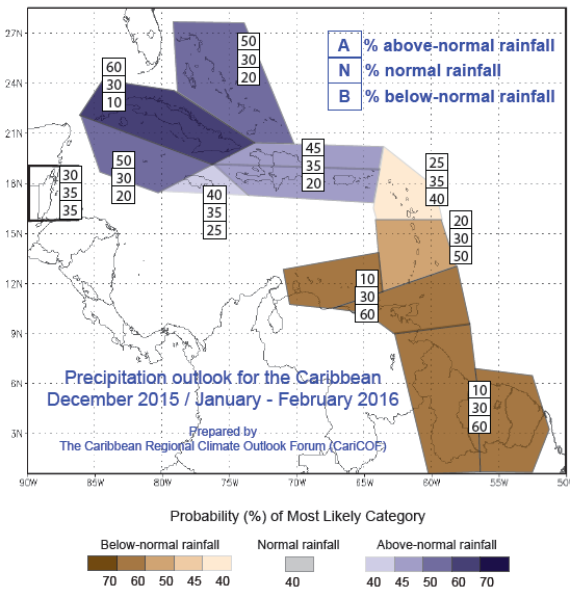 27N
24N
21N
18N
15N
12N
9N
6N
3N
A % above-normal rainfall
N % normal rainfall
B % below-normal rainfall
50
30
20
60
30
10
45
35
20
50
30
20
25
35
40
30
35
35
40
35
25
20
30
50
10
30
60
10
30
60
Precipitation outlook for the Caribbean
December 2015 / January - February 2016
Prepared by
The Caribbean Regional Climate Outlook Forum (CariCOF)
90W 85W 80W 75W 70W 65W 60W 55W 50W
Probability (%) of Most Likely Category
Below-normal rainfall Normal rainfall Above-normal rainfall
70 60 50 45 40 40 40 45 50 60 70